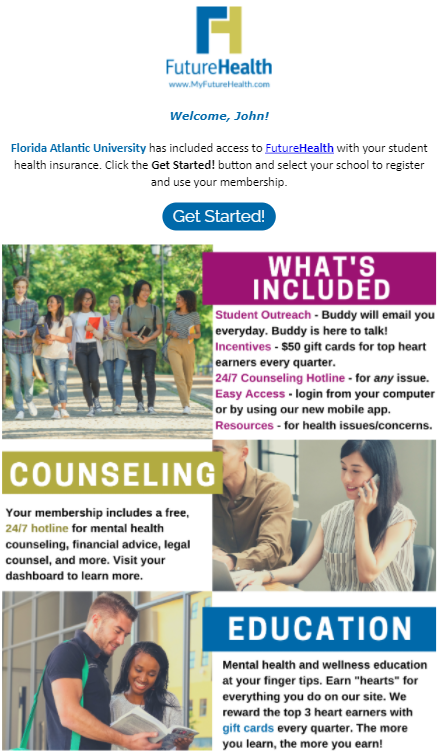 FutureHealth
www.MyFutureHealth.com
Welcome, John!
Florida Atlantic University has included access to FutureHealth with your student
health insurance. Click the Get Started! button and select your school to register
and use your membership.
Get Started!
WHAT'S
INCLUDED
Student Outreach - Buddy will email you
everyday. Buddy is here to talk!
Incentives - $50 gift cards for top heart
earners every quarter.
24/7 Counseling Hotline - for any issue.
Easy Access - login from your computer
or by using our new mobile app.
Resources - for health issues/concerns.
COUNSELING
Your membership includes a free,
24/7 hotline for mental health
counseling, financial advice, legal
counsel, and more. Visit your
dashboard to learn more.
EDUCATION
Mental health and wellness education
at your finger tips. Earn "hearts" for
everything you do on our site. We
reward the top 3 heart earners with
gift cards every quarter. The more
you learn, the more you earn!